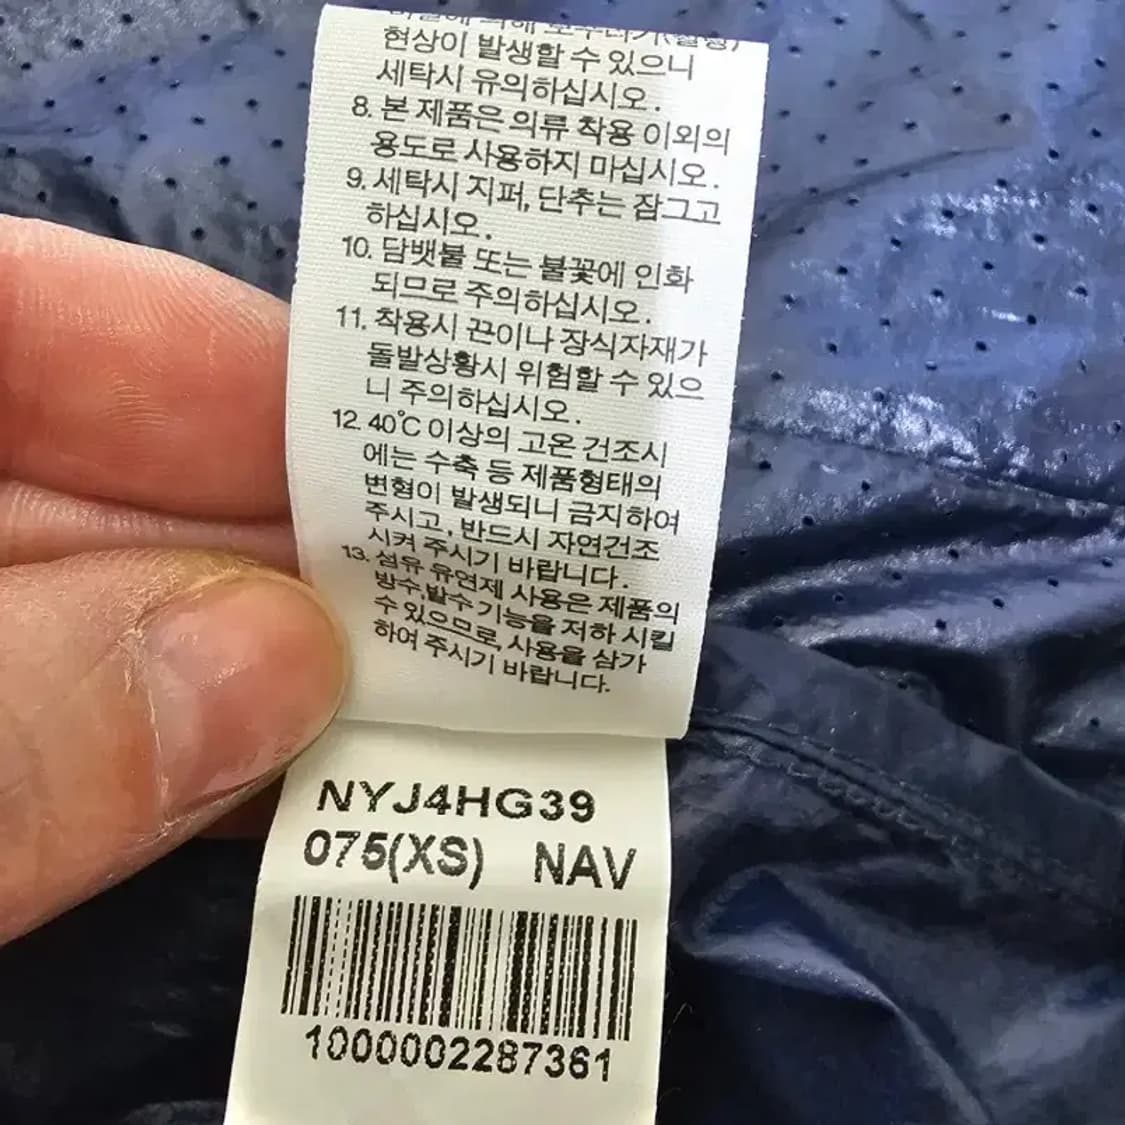 현상이 발생할 수 있으니
세탁시 유의하십시오.
8. 본 제품은 의류 착용 이외의
용도로 사용하지 마십시오.
9. 세탁시 지퍼, 단추는 잠그고
하십시오.
10. 담뱃불 또는 불꽃에 인화
되므로 주의하십시오.
11. 착용시 끈이나 장식자재가
돌발상황시 위험할 수 있으
니 주의하십시오.
12. 40℃ 이상의 고온 건조시
에는 수축 등 제품형태의
변형이 발생되니 금지하여
주시고, 반드시 자연건조
시켜 주시기 바랍니다.
13. 섬유 유연제 사용은 제품의
방수,발수 기능을 저하 시킬
수 있으므로, 사용을 삼가
하여 주시기 바랍니다.
NYJ4HG39
075(XS) NAV
1000002287361